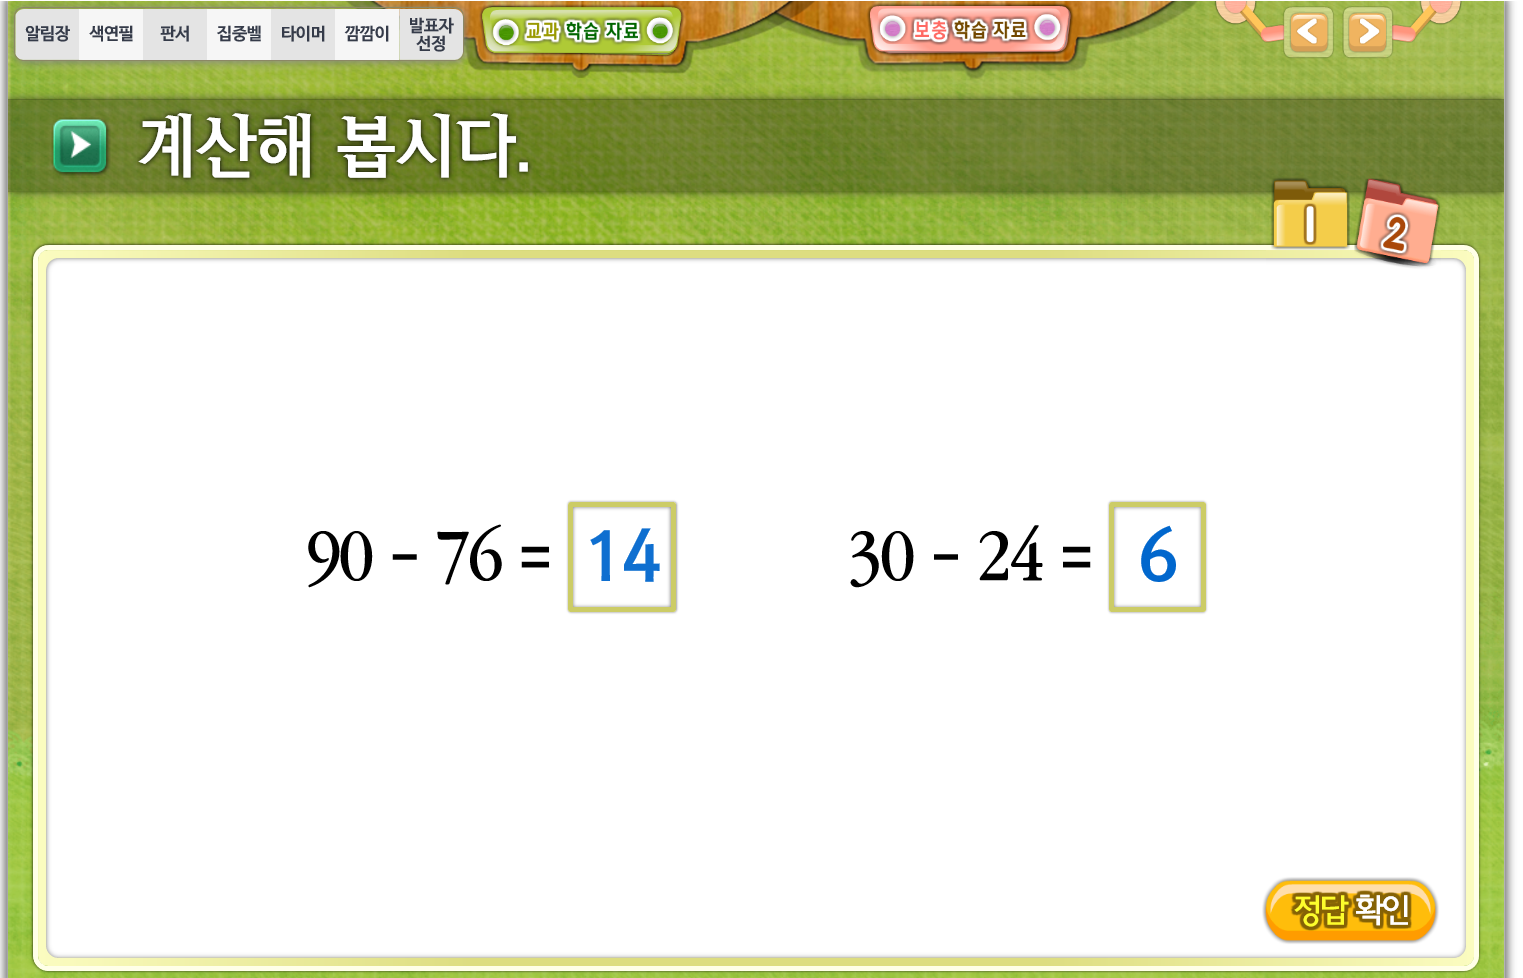 알림장 색연필 판서 집중벨 타이머 깜깜이 발표자 선정
교과 학습 자료
보충 학습 자료
< >
계산해 봅시다.
1 2
90 - 76 = 14
30 - 24 = 6
정답 확인